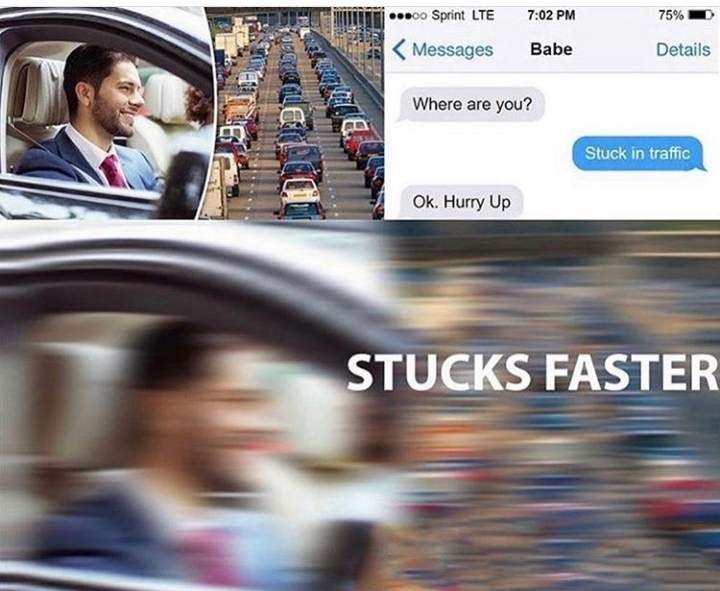 Sprint LTE 7:02 PM 75%
Messages Babe Details
Where are you?
Stuck in traffic
Ok. Hurry Up
STUCKS FASTER